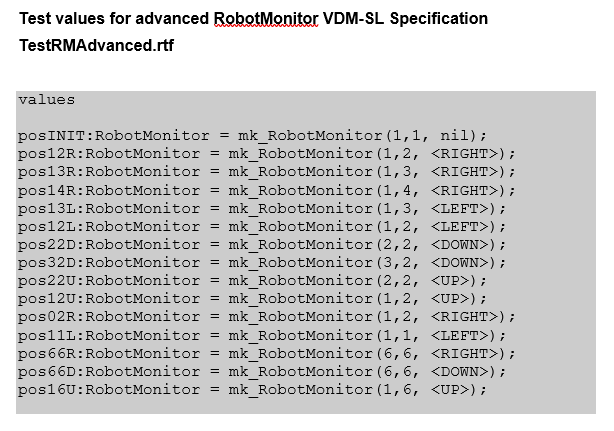 Test values for advanced RobotMonitor VDM-SL Specification
TestRMAdvanced.rtf
values
posINIT:RobotMonitor = mk_RobotMonitor(1,1, nil);
pos12R:RobotMonitor = mk_RobotMonitor(1,2, <RIGHT>);
pos13R:RobotMonitor = mk_RobotMonitor(1,3, <RIGHT>);
pos14R:RobotMonitor = mk_RobotMonitor(1,4, <RIGHT>);
pos13L:RobotMonitor = mk_RobotMonitor(1,3, <LEFT>);
pos12L:RobotMonitor = mk_RobotMonitor(1,2, <LEFT>);
pos22D:RobotMonitor = mk_RobotMonitor(2,2, <DOWN>);
pos32D:RobotMonitor = mk_RobotMonitor(3,2, <DOWN>);
pos22U:RobotMonitor = mk_RobotMonitor(2,2, <UP>);
pos12U:RobotMonitor = mk_RobotMonitor(1,2, <UP>);
pos02R:RobotMonitor = mk_RobotMonitor(1,2, <RIGHT>);
pos11L:RobotMonitor = mk_RobotMonitor(1,1, <LEFT>);
pos66R:RobotMonitor = mk_RobotMonitor(6,6, <RIGHT>);
pos66D:RobotMonitor = mk_RobotMonitor(6,6, <DOWN>);
pos16U:RobotMonitor = mk_RobotMonitor(1,6, <UP>);